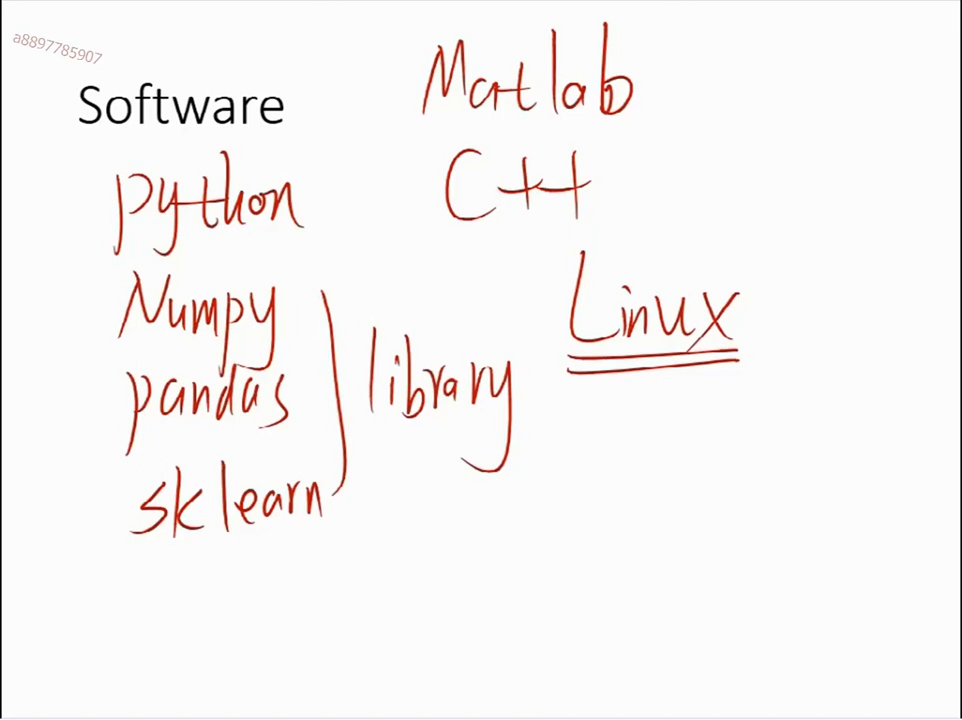 a8897785907
Software
python
Numpy
pandas
sklearn
library
Matlab
C++
Linux